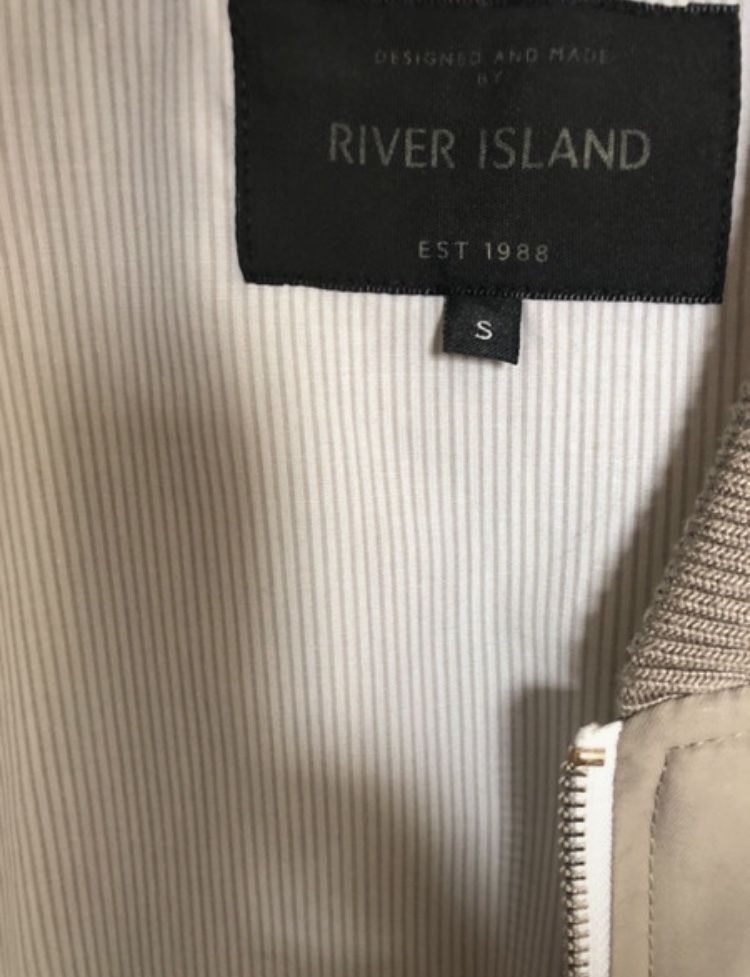 DESIGNED AND MADE
BY
RIVER ISLAND
EST 1988
S